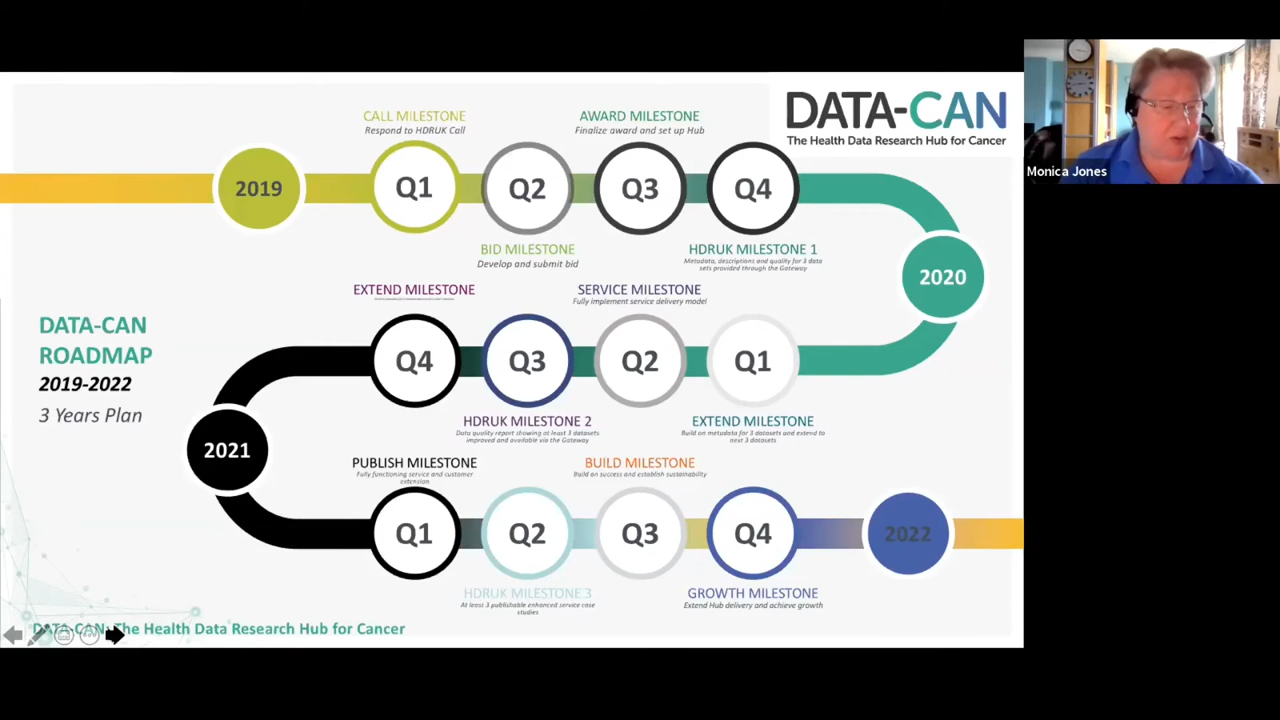 DATA-CAN
The Health Data Research Hub for Cancer
Monica Jones
CALL MILESTONE
Respond to HDRUK Call
AWARD MILESTONE
Finalize award and set up Hub
2019
Q1
Q2
Q3
Q4
BID MILESTONE
Develop and submit bid
HDRUK MILESTONE 1
Metadata, descriptions and quality for 3 data
sets provided through the Gateway
2020
EXTEND MILESTONE
SERVICE MILESTONE
Fully implement service delivery model
DATA-CAN
ROADMAP
2019-2022
3 Years Plan
Q4
Q3
Q2
Q1
HDRUK MILESTONE 2
Data quality report showing at least 3 datasets
improved and available via the Gateway
EXTEND MILESTONE
Build on metadata for 3 datasets and extend to
next 3 datasets
2021
PUBLISH MILESTONE
Fully functioning service and customer
extension
BUILD MILESTONE
Build on success and establish sustainability
Q1
Q2
Q3
Q4
2022
HDRUK MILESTONE 3
At least 3 publishable enhanced service case
studies
GROWTH MILESTONE
Extend Hub delivery and achieve growth
DATA-CAN: The Health Data Research Hub for Cancer